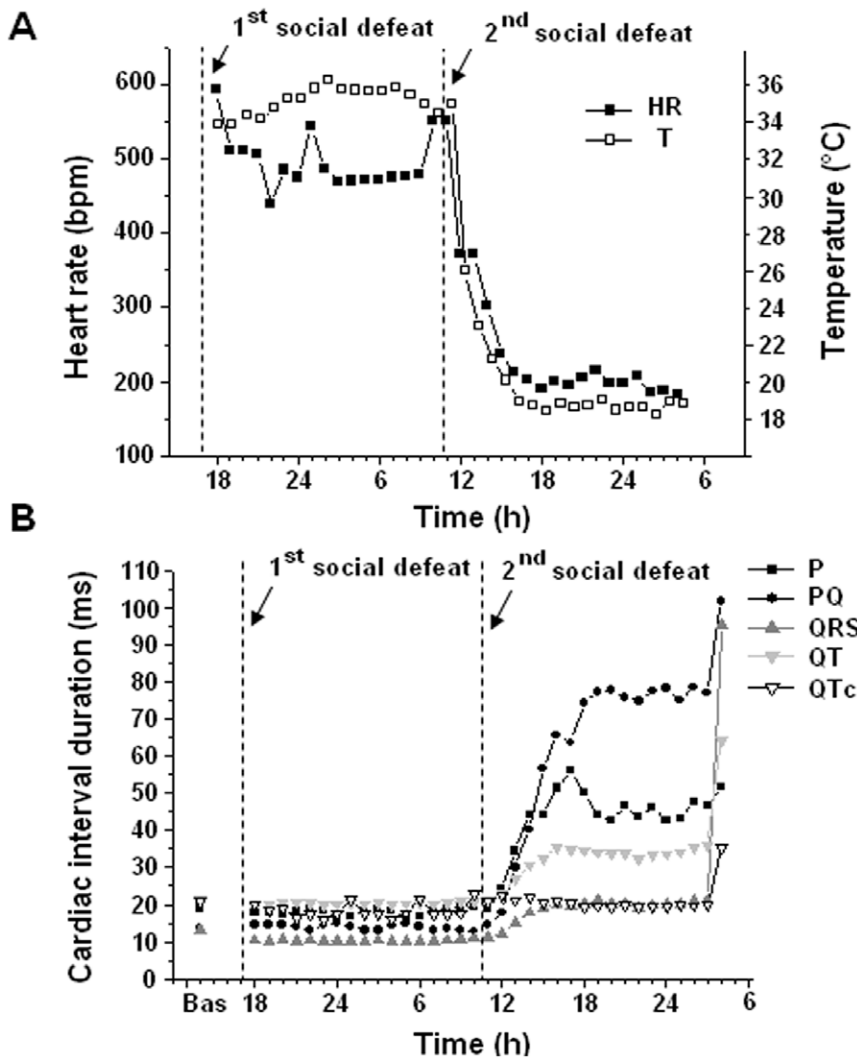 A
1st social defeat
2nd social defeat
HR
T
Heart rate (bpm)
600
500
400
300
200
100
Temperature (°C)
36
34
32
30
28
26
24
22
20
18
18 24 6 12 18 24 6
Time (h)
B
1st social defeat
2nd social defeat
P
PQ
QRS
QT
QTc
Cardiac interval duration (ms)
110
100
90
80
70
60
50
40
30
20
10
0
Bas 18 24 6 12 18 24 6
Time (h)